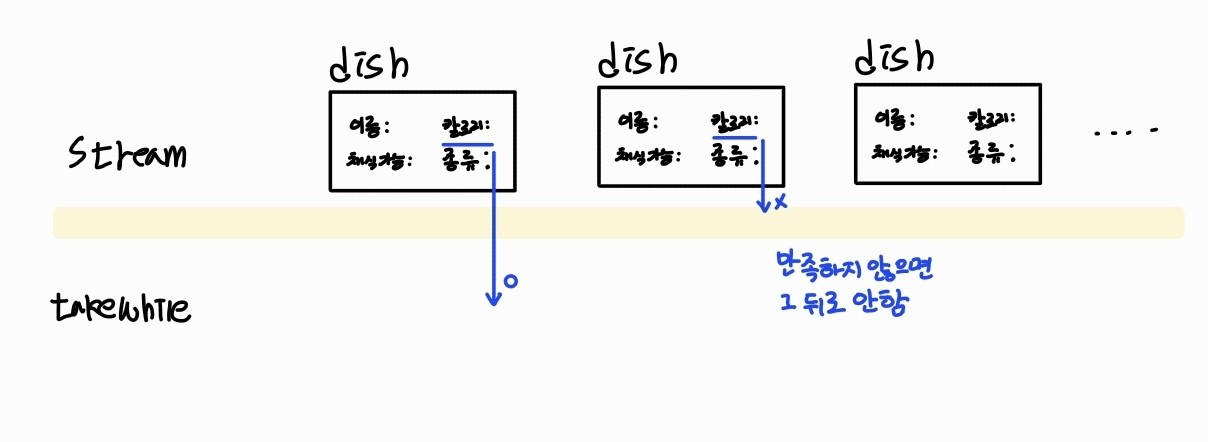 dish
dish
dish
이름: 칼로리:
채식가능: 종류:
이름: 칼로리:
채식가능: 종류:
이름: 칼로리:
채식가능: 종류:
....
Stream
x
o
만족하지 않으면
그 뒤로 안함
takewhile